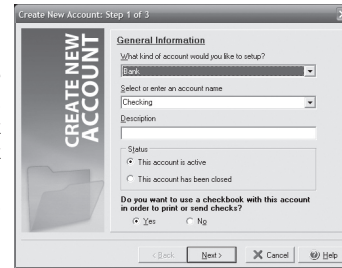 Create New Account: Step 1 of 3
CREATE NEW
ACCOUNT
General Information
What kind of account would you like to setup?
Bank
Select or enter an account name
Checking
Description
Status
This account is active
This account has been closed
Do you want to use a checkbook with this account
in order to print or send checks?
Yes No
< Back Next > Cancel Help